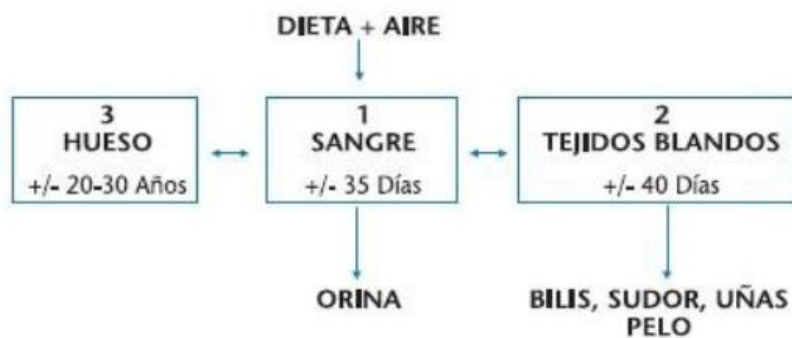 DIETA + AIRE
3
HUESO
+/- 20-30 Años
1
SANGRE
+/- 35 Días
2
TEJIDOS BLANDOS
+/- 40 Días
ORINA
BILIS, SUDOR, UÑAS
PELO